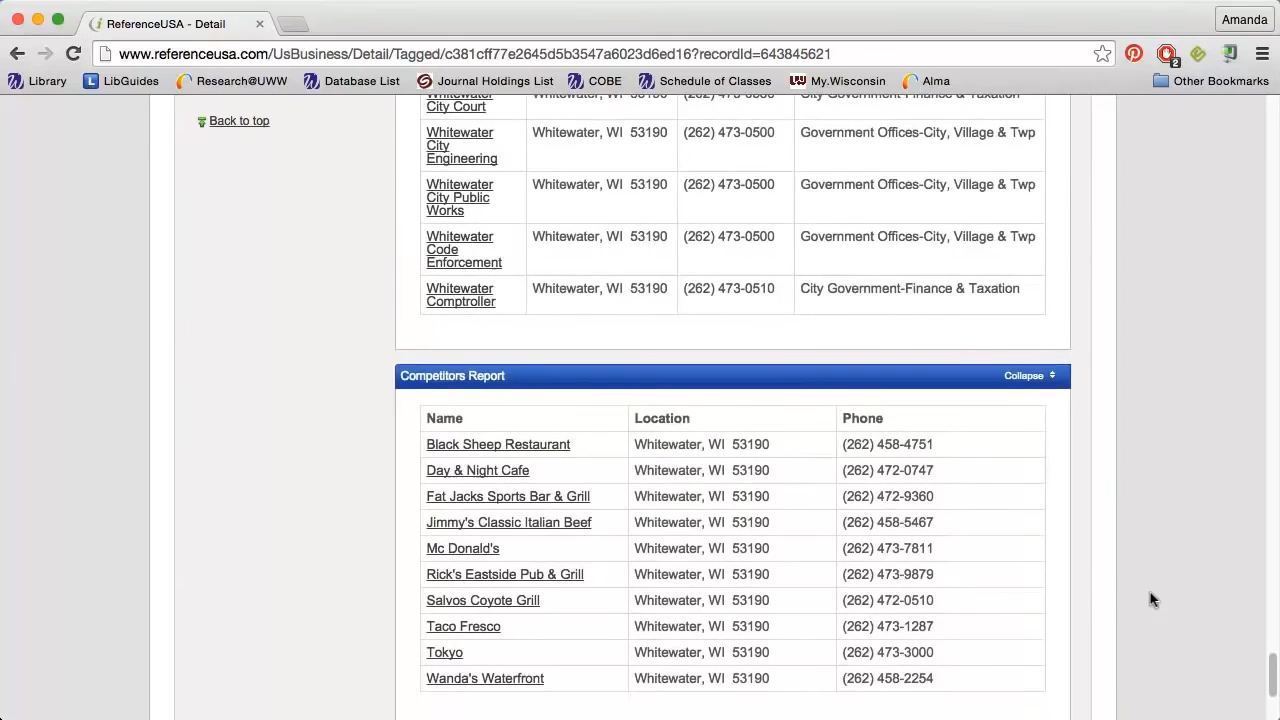 ReferenceUSA - Detail
Amanda
www.referenceusa.com/UsBusiness/Detail/Tagged/c381cff77e2645d5b3547a6023d6ed16?recordId=643845621
2
Library LibGuides Research@UWW Database List Journal Holdings List COBE Schedule of Classes My.Wisconsin Alma Other Bookmarks
Back to top
Whitewater
City Court
Whitewater City Engineering Whitewater, WI 53190 (262) 473-0500 Government Offices-City, Village & Twp
Whitewater City Public Works Whitewater, WI 53190 (262) 473-0500 Government Offices-City, Village & Twp
Whitewater Code Enforcement Whitewater, WI 53190 (262) 473-0500 Government Offices-City, Village & Twp
Whitewater Comptroller Whitewater, WI 53190 (262) 473-0510 City Government-Finance & Taxation
Competitors Report Collapse
Name Location Phone
Black Sheep Restaurant Whitewater, WI 53190 (262) 458-4751
Day & Night Cafe Whitewater, WI 53190 (262) 472-0747
Fat Jacks Sports Bar & Grill Whitewater, WI 53190 (262) 472-9360
Jimmy's Classic Italian Beef Whitewater, WI 53190 (262) 458-5467
Mc Donald's Whitewater, WI 53190 (262) 473-7811
Rick's Eastside Pub & Grill Whitewater, WI 53190 (262) 473-9879
Salvos Coyote Grill Whitewater, WI 53190 (262) 472-0510
Taco Fresco Whitewater, WI 53190 (262) 473-1287
Tokyo Whitewater, WI 53190 (262) 473-3000
Wanda's Waterfront Whitewater, WI 53190 (262) 458-2254